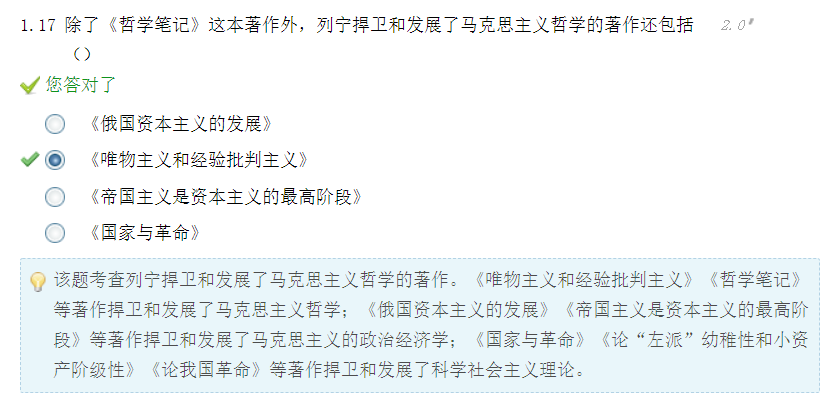 1.17 除了《哲学笔记》这本著作外，列宁捍卫和发展了马克思主义哲学的著作还包括 2.0
（）
您答对了
《俄国资本主义的发展》
《唯物主义和经验批判主义》
《帝国主义是资本主义的最高阶段》
《国家与革命》
该题考查列宁捍卫和发展了马克思主义哲学的著作。《唯物主义和经验批判主义》《哲学笔记》
等著作捍卫和发展了马克思主义哲学；《俄国资本主义的发展》《帝国主义是资本主义的最高阶
段》等著作捍卫和发展了马克思主义的政治经济学；《国家与革命》《论“左派”幼稚性和小资
产阶级性》《论我国革命》等著作捍卫和发展了科学社会主义理论。